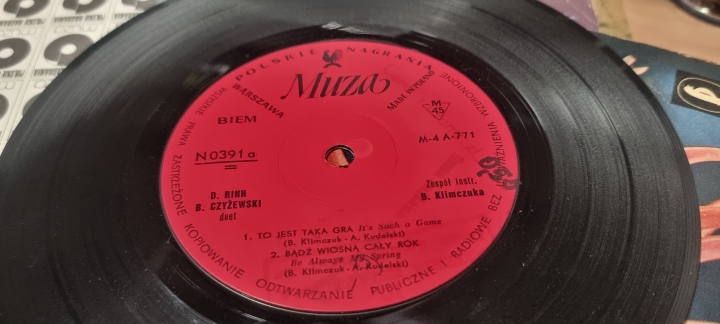 POLSKIE NAGRANIA
Muza
WARSZAWA
MADE IN POLAND
BIEM
M
45
N0391a
M-4 A-771
D. RINN
B. CZYŻEWSKI
duet
Zespół instr.
B. Klimczuka
1. TO JEST TAKA GRA It's Such a Game
(B. Klimczuk - A. Kudelski)
2. BĄDŹ WIOSNĄ CAŁY ROK
Be Always My Spring
(B. Klimczuk - A. Kudelski)
WSZELKIE PRAWA ZASTRZEŻONE KOPIOWANIE ODTWARZANIE PUBLICZNE I RADIOWE BEZ WZBRONIONE